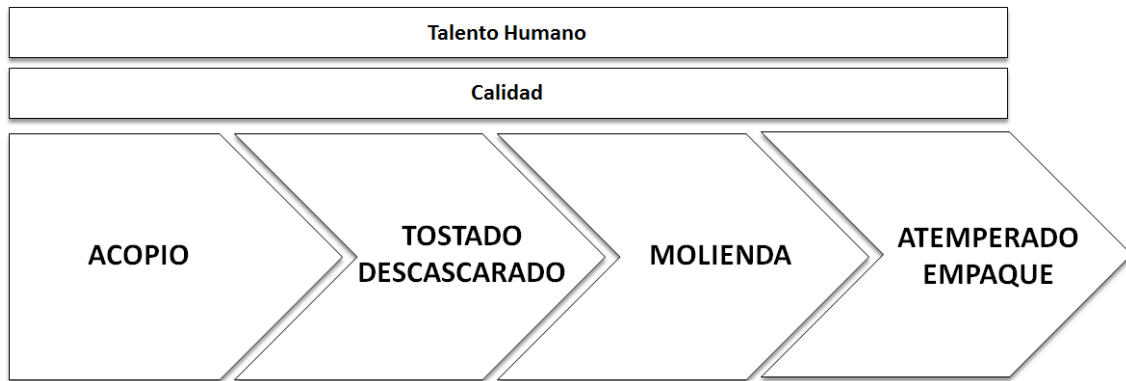 Talento Humano
Calidad
ACOPIO
TOSTADO
DESCASCARADO
MOLIENDA
ATEMPERADO
EMPAQUE